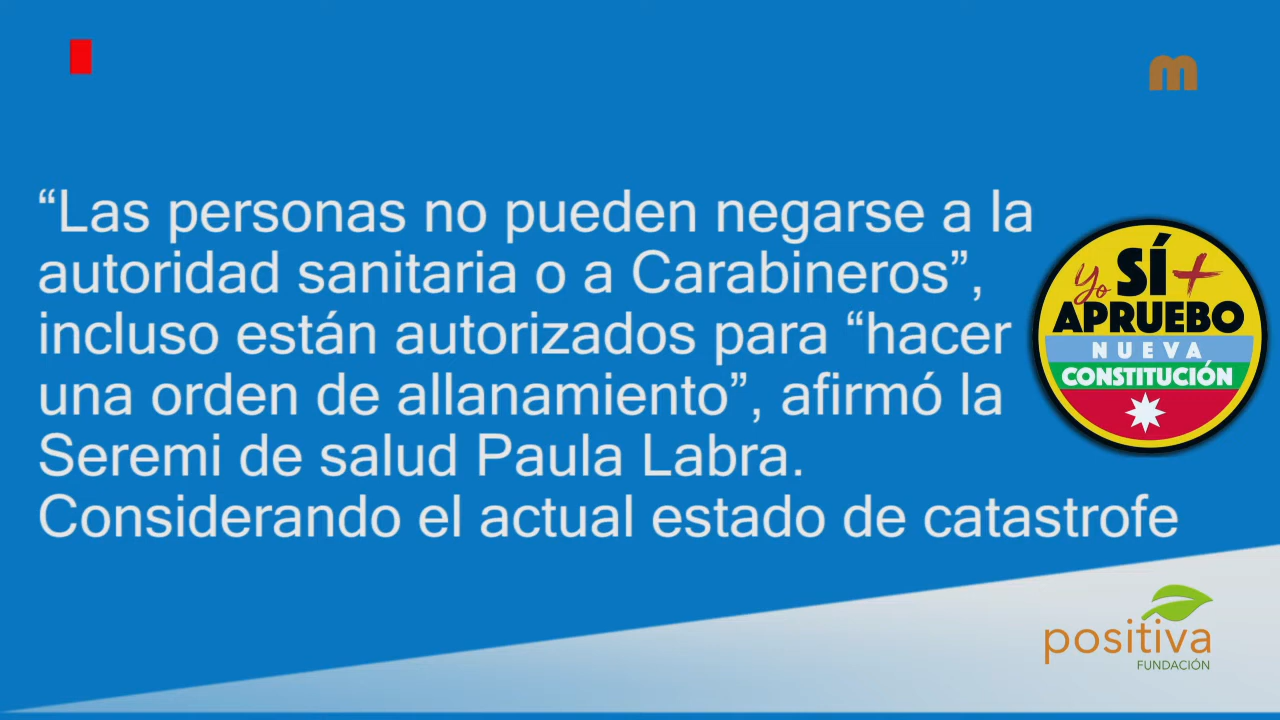 m
“Las personas no pueden negarse a la
autoridad sanitaria o a Carabineros”,
incluso están autorizados para “hacer
una orden de allanamiento”, afirmó la
Seremi de salud Paula Labra.
Considerando el actual estado de catastrofe
Yo SÍ +
APRUEBO
NUEVA
CONSTITUCIÓN
positiva
FUNDACIÓN